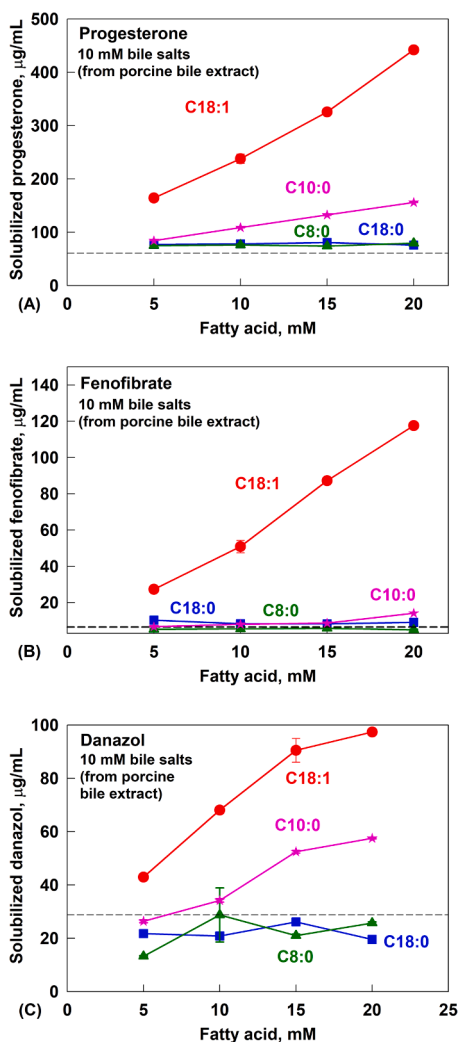 500
400
300
200
100
0
Solubilized progesterone, µg/mL
Progesterone
10 mM bile salts
(from porcine bile extract)
C18:1
C10:0
C8:0
C18:0
(A)
0
5
10
15
20
Fatty acid, mM
140
120
100
80
60
40
20
Solubilized fenofibrate, µg/mL
Fenofibrate
10 mM bile salts
(from porcine bile extract)
C18:1
C10:0
C18:0
C8:0
(B)
0
5
10
15
20
Fatty acid, mM
100
80
60
40
20
0
Solubilized danazol, µg/mL
Danazol
10 mM bile salts
(from porcine
bile extract)
C18:1
C10:0
C8:0
C18:0
(C)
0
5
10
15
20
25
Fatty acid, mM